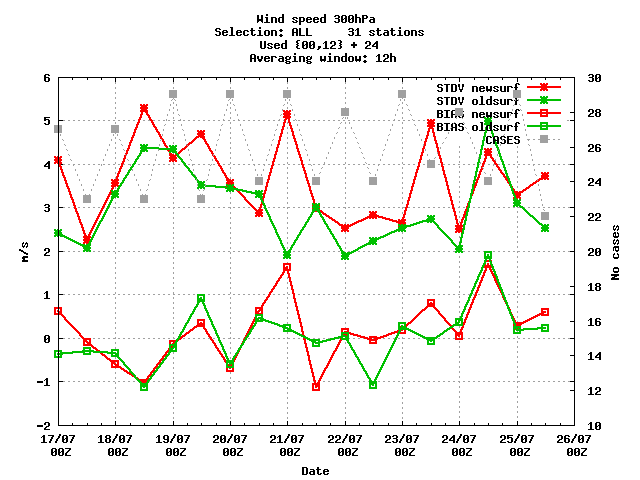 Wind speed 300hPa
Selection: ALL 31 stations
Used {00,12} + 24
Averaging window: 12h
STDV newsurf
STDV oldsurf
BIAS newsurf
BIAS oldsurf
CASES
6
5
4
3
2
1
0
-1
-2
m/s
30
28
26
24
22
20
18
16
14
12
10
No cases
17/07 18/07 19/07 20/07 21/07 22/07 23/07 24/07 25/07 26/07
00Z 00Z 00Z 00Z 00Z 00Z 00Z 00Z 00Z 00Z
Date